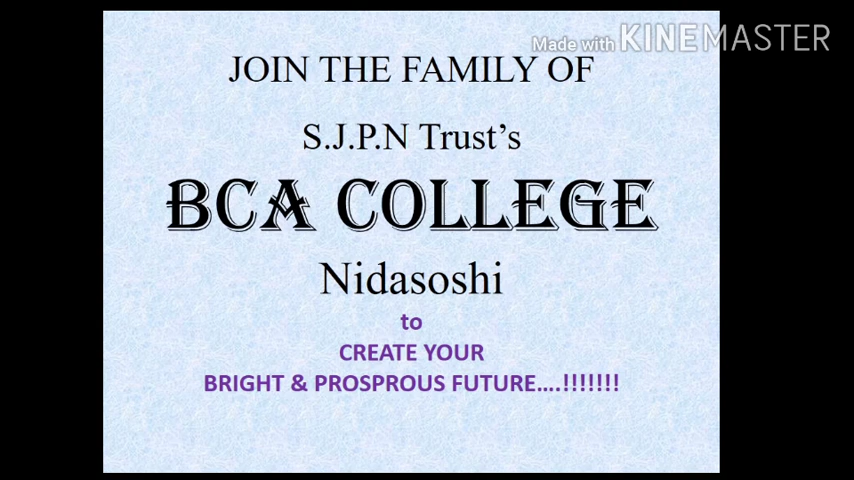 Made with KINEMASTER
JOIN THE FAMILY OF
S.J.P.N Trust's
BCA COLLEGE
Nidasoshi
to
CREATE YOUR
BRIGHT & PROSPROUS FUTURE....!!!!!!!